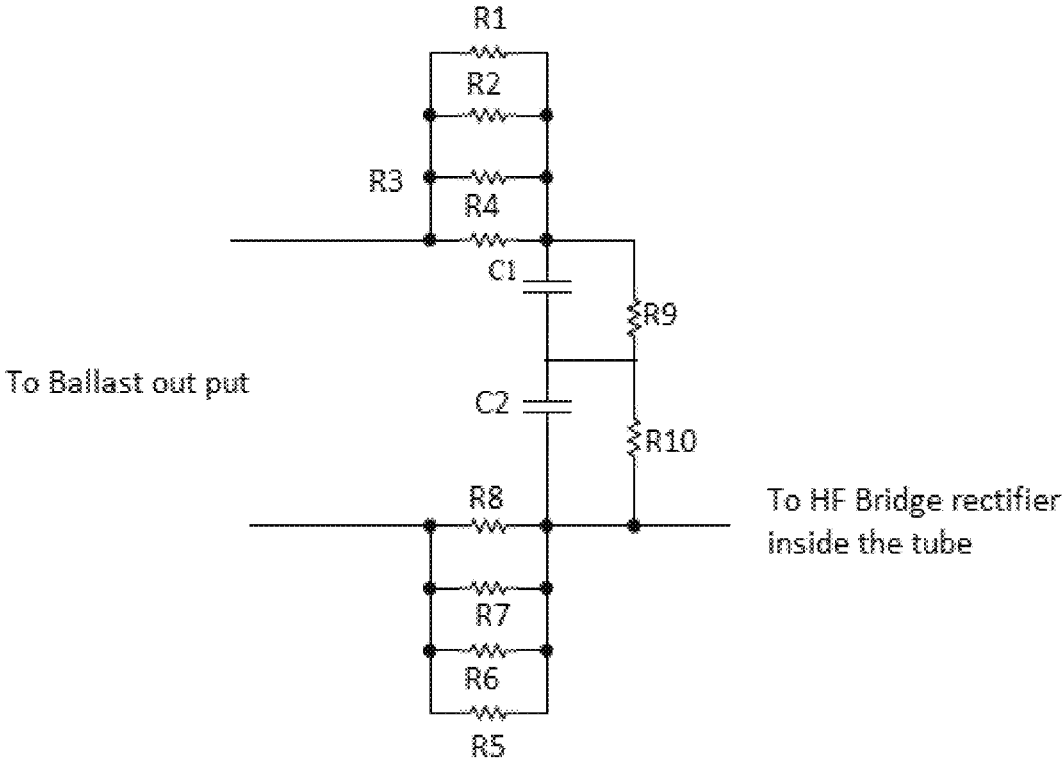 R1
R2
R3
R4
C1
R9
To Ballast out put
C2
R10
R8
To HF Bridge rectifier
inside the tube
R7
R6
R5